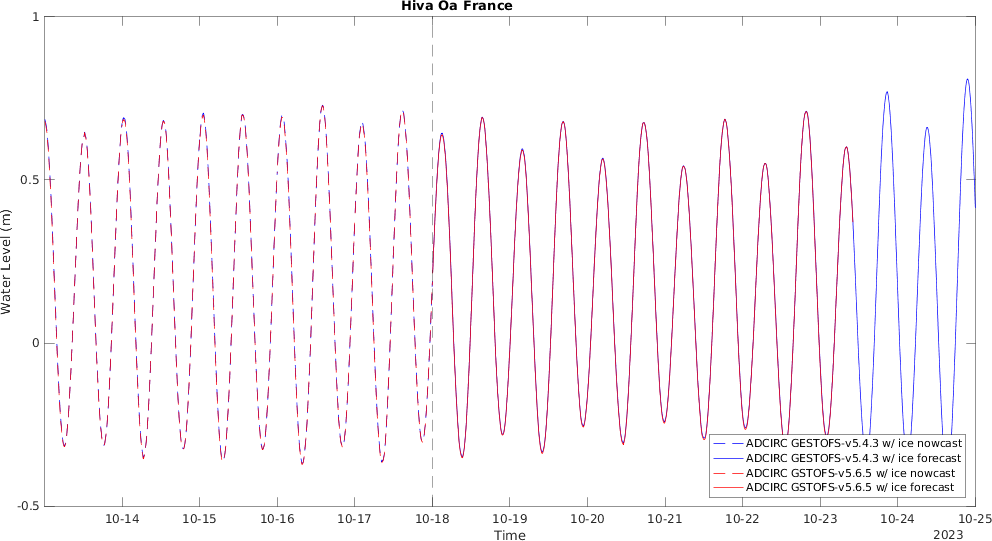 Hiva Oa France
1
0.5
0
-0.5
Water Level (m)
10-14 10-15 10-16 10-17 10-18 10-19 10-20 10-21 10-22 10-23 10-24 10-25
Time
2023
ADCIRC GESTOFS-v5.4.3 w/ ice nowcast
ADCIRC GESTOFS-v5.4.3 w/ ice forecast
ADCIRC GSTOFS-v5.6.5 w/ ice nowcast
ADCIRC GSTOFS-v5.6.5 w/ ice forecast